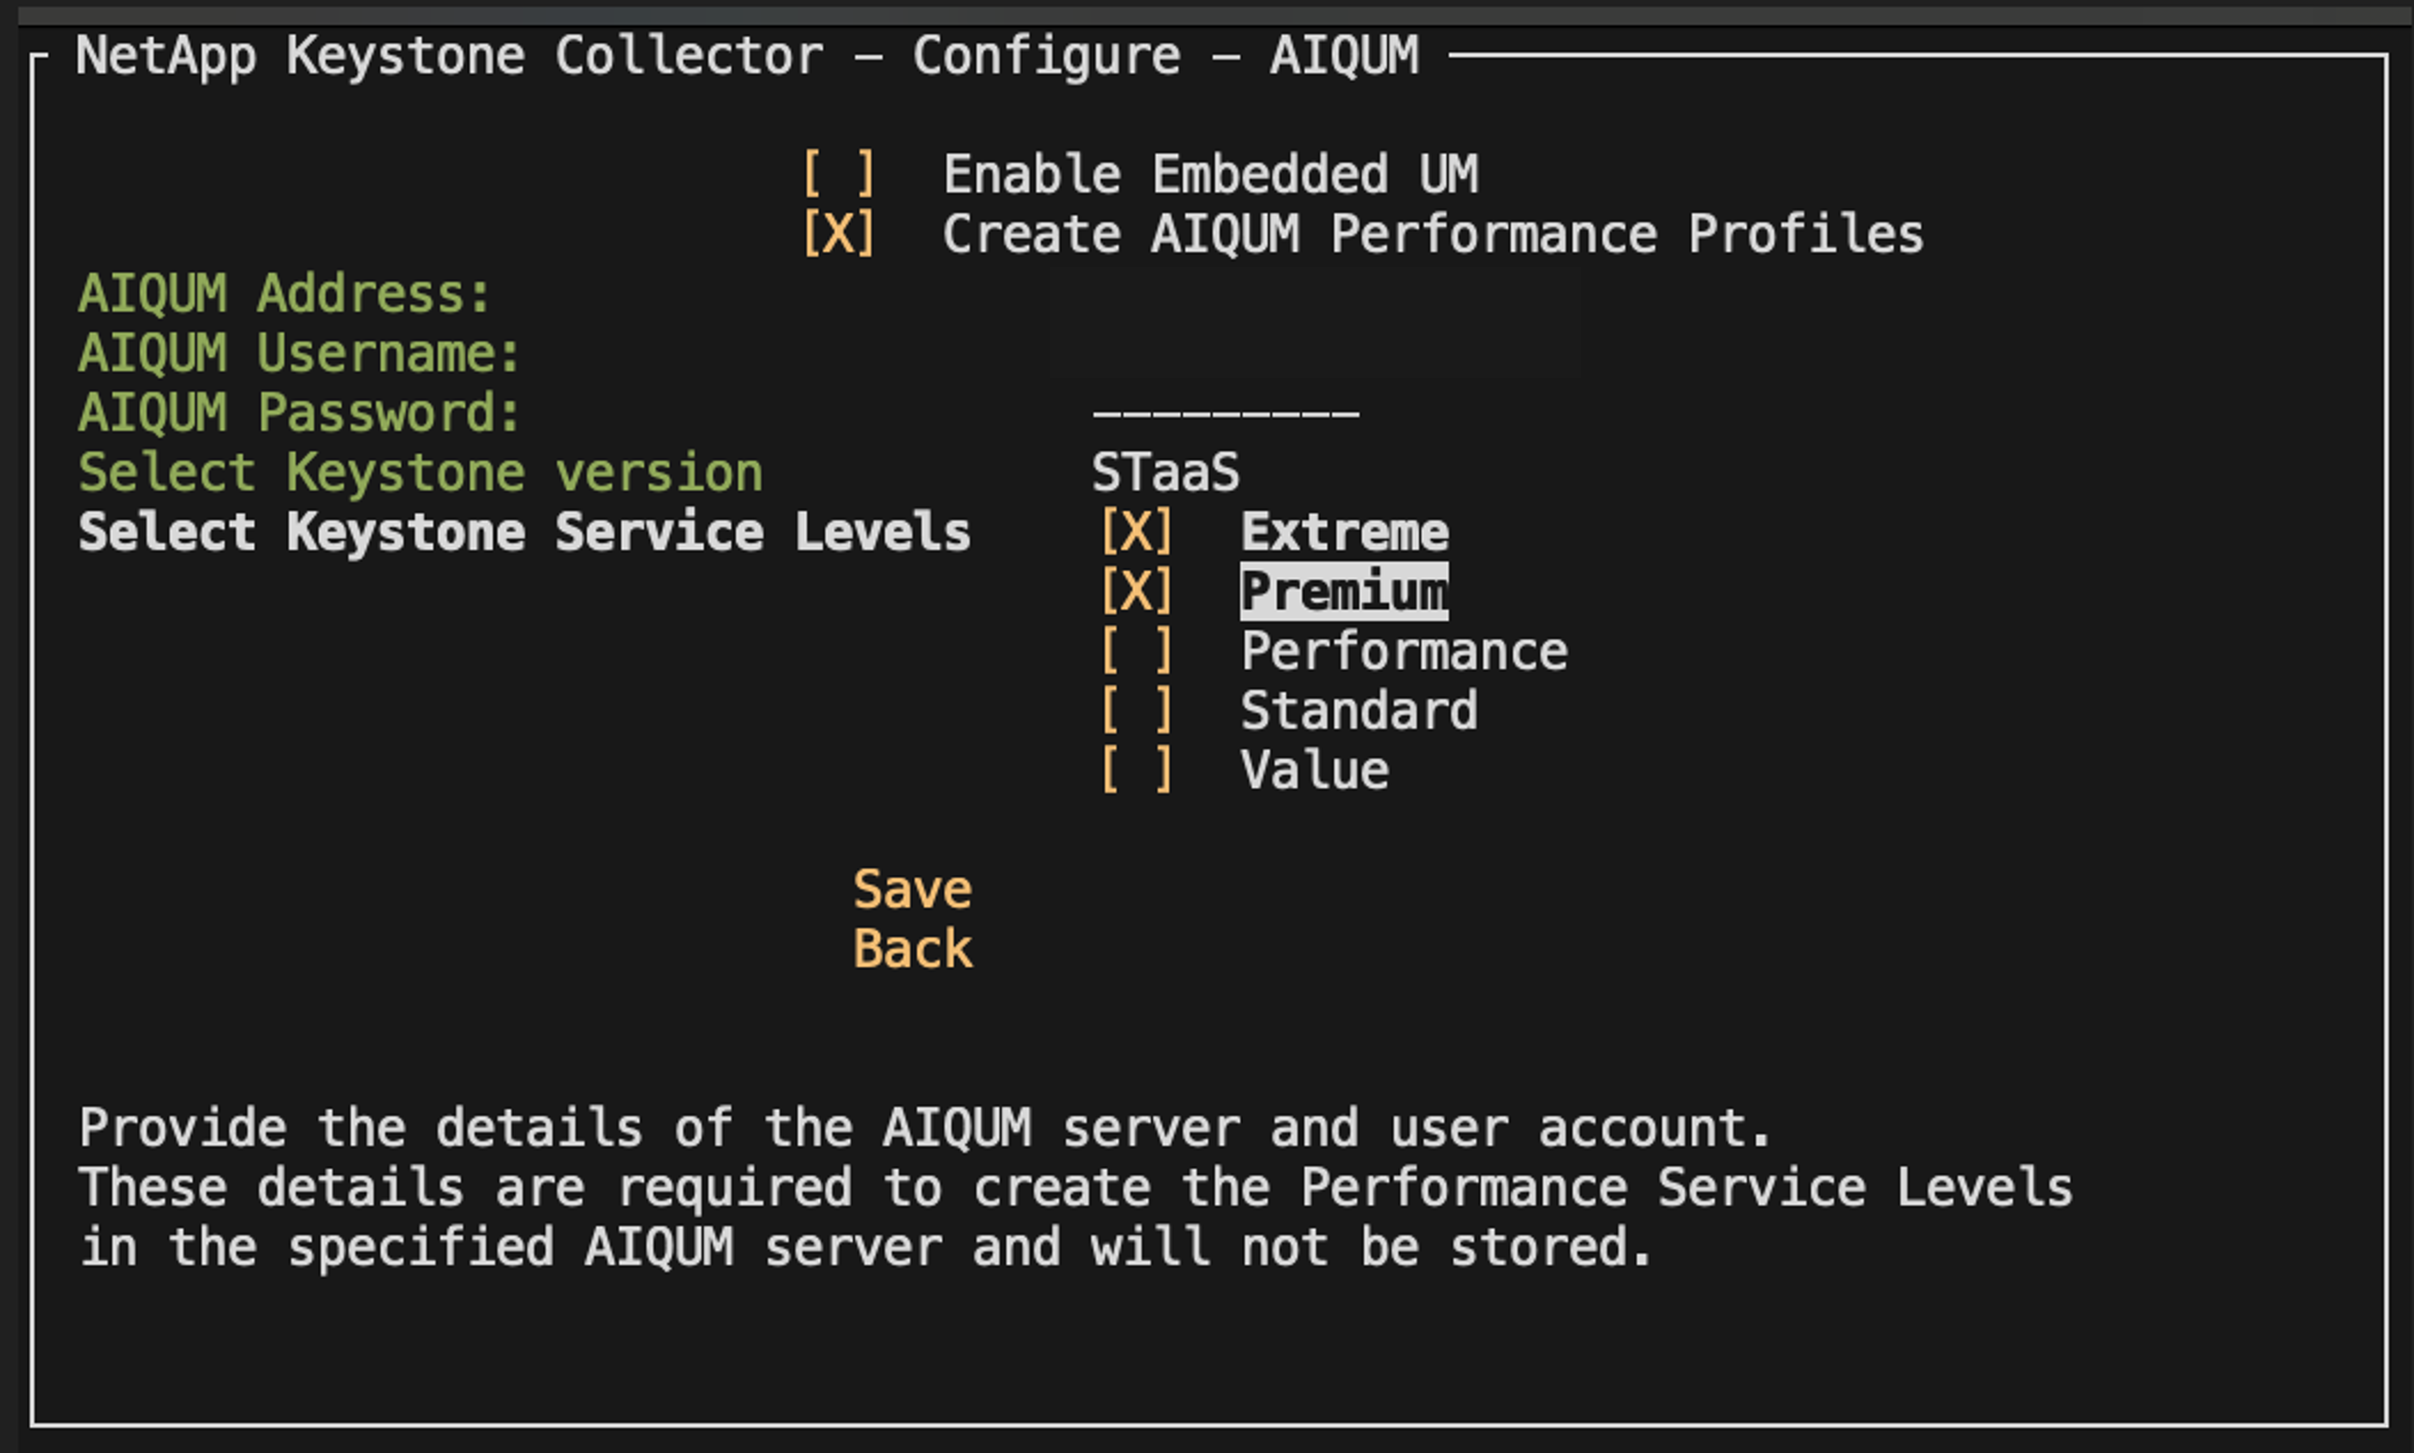 NetApp Keystone Collector – Configure – AIQUM
[ ] Enable Embedded UM
[X] Create AIQUM Performance Profiles
AIQUM Address:
AIQUM Username:
AIQUM Password: –––––––––
Select Keystone version STaaS
Select Keystone Service Levels [X] Extreme
[X] Premium
[ ] Performance
[ ] Standard
[ ] Value
Save
Back
Provide the details of the AIQUM server and user account.
These details are required to create the Performance Service Levels
in the specified AIQUM server and will not be stored.